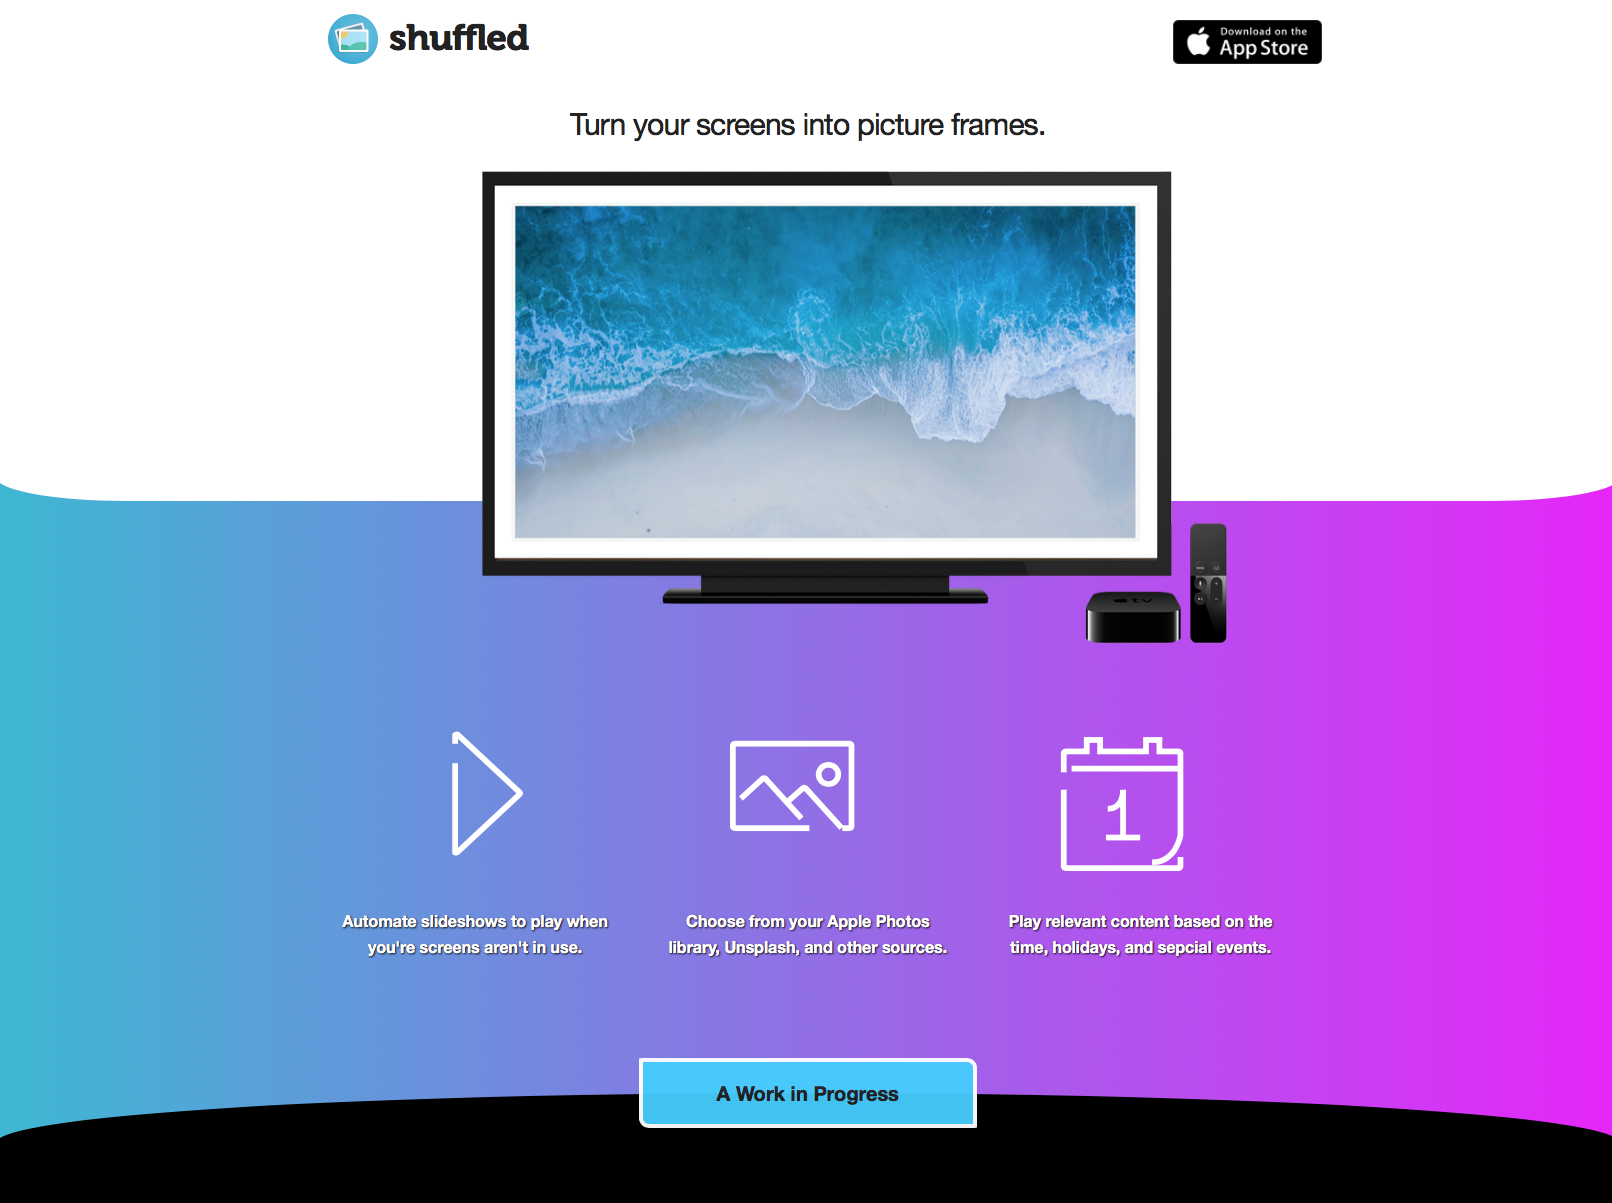 shuffled
Download on the
App Store
Turn your screens into picture frames.
tv
1
Automate slideshows to play when
you're screens aren't in use.
Choose from your Apple Photos
library, Unsplash, and other sources.
Play relevant content based on the
time, holidays, and sepcial events.
A Work in Progress